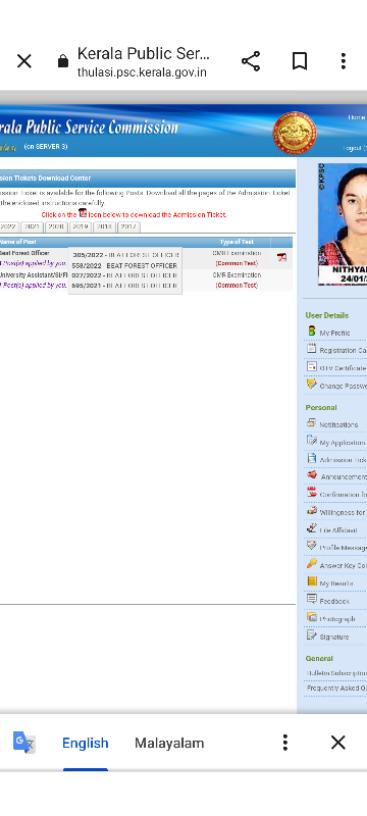 Kerala Public Ser...
thulasi.psc.kerala.gov.in
rala Public Service Commission
(on SERVER 3)
Home
Logout (
sion Tickets Download Center
ission Ticket is available for the following Posts. Download all the pages of the Admission Ticket
the enclosed instructions carefully.
Click on the icon below to download the Admission Ticket.
2022 2021 2020 2019 2018 2017
Name of Post
Type of Test
Beat Forest Officer
305/2022 - BEAT FOREST OFFICER
OMR Examination
Post(s) applied by you.
558/2022 - BEAT FOREST OFFICER
(Common Test)
University Assistant/SI/Fi
027/2022 - BEAT FOREST OFFICER
OMR Examination
Post(s) applied by you.
695/2021 - BEAT FOREST OFFICER
(Common Test)
© KPSC
NITHYA
24/01/
User Details
My Profile
Registration Ca
OTV Certificate
Change Passwo
Personal
Notifications
My Application
Admission Tick
Announcement
Confirmation fo
Willingness for
File Affidavit
Profile Message
Answer Key Co
My Results
Feedback
Photograph
Signature
General
Bulletin Subscription
Frequently Asked Q
English Malayalam